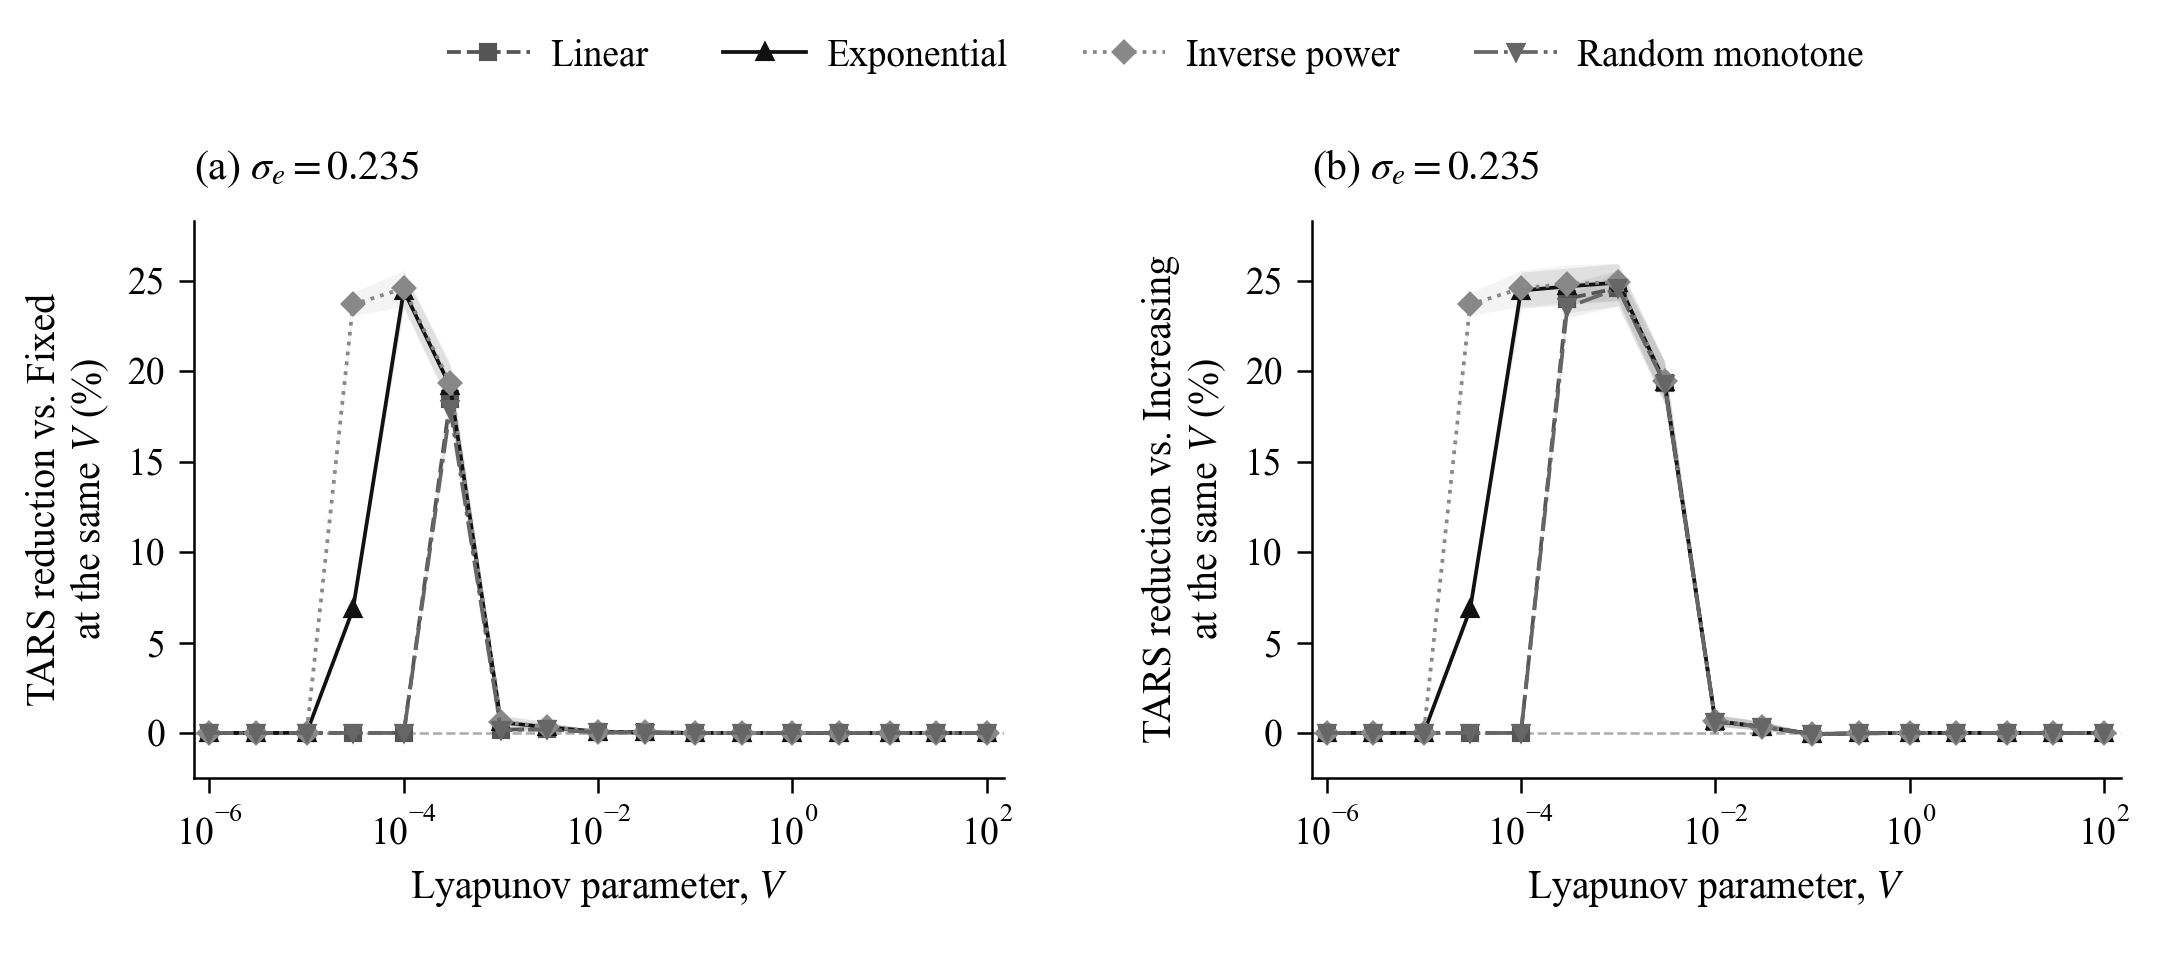 Linear Exponential Inverse power Random monotone
(a) σₑ = 0.235
TARS reduction vs. Fixed
at the same V (%)
25
20
15
10
5
0
10⁻⁶ 10⁻⁴ 10⁻² 10⁰ 10²
Lyapunov parameter, V
(b) σₑ = 0.235
TARS reduction vs. Increasing
at the same V (%)
25
20
15
10
5
0
10⁻⁶ 10⁻⁴ 10⁻² 10⁰ 10²
Lyapunov parameter, V